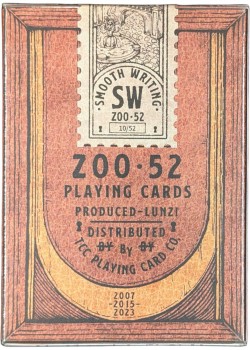 ·SMOOTH WRITING·
SW
ZOO·52
10/52
ZOO·52
PLAYING CARDS
PRODUCED-LUNZI
DISTRIBUTED
BY By BY
TCC PLAYING CARD CO.
2007
-2015-
2023